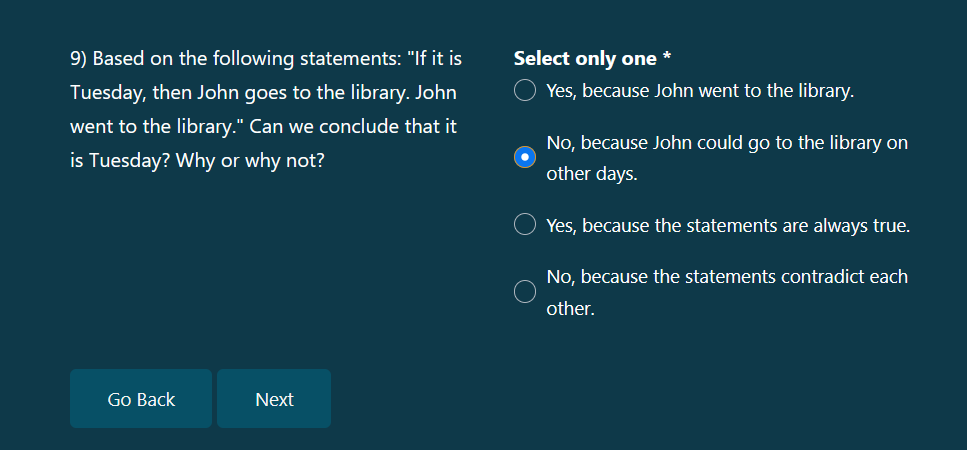 9) Based on the following statements: "If it is
Tuesday, then John goes to the library. John
went to the library." Can we conclude that it
is Tuesday? Why or why not?
Select only one *
Yes, because John went to the library.
No, because John could go to the library on
other days.
Yes, because the statements are always true.
No, because the statements contradict each
other.
Go Back
Next